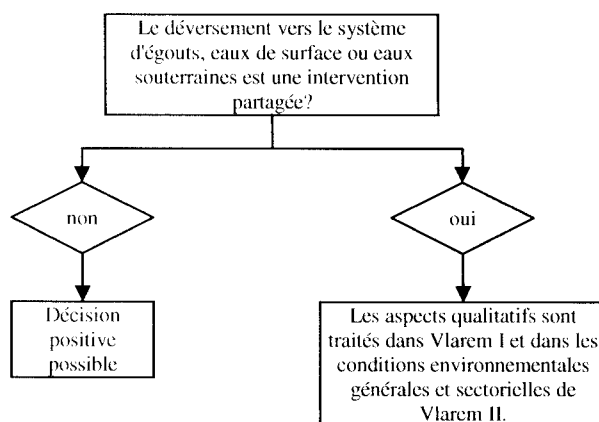 Le déversement vers le système
d'égouts, eaux de surface ou eaux
souterraines est une intervention
partagée?
non
oui
Décision
positive
possible
Les aspects qualitatifs sont
traités dans Vlarem I et dans les
conditions environnementales
générales et sectorielles de
Vlarem II.